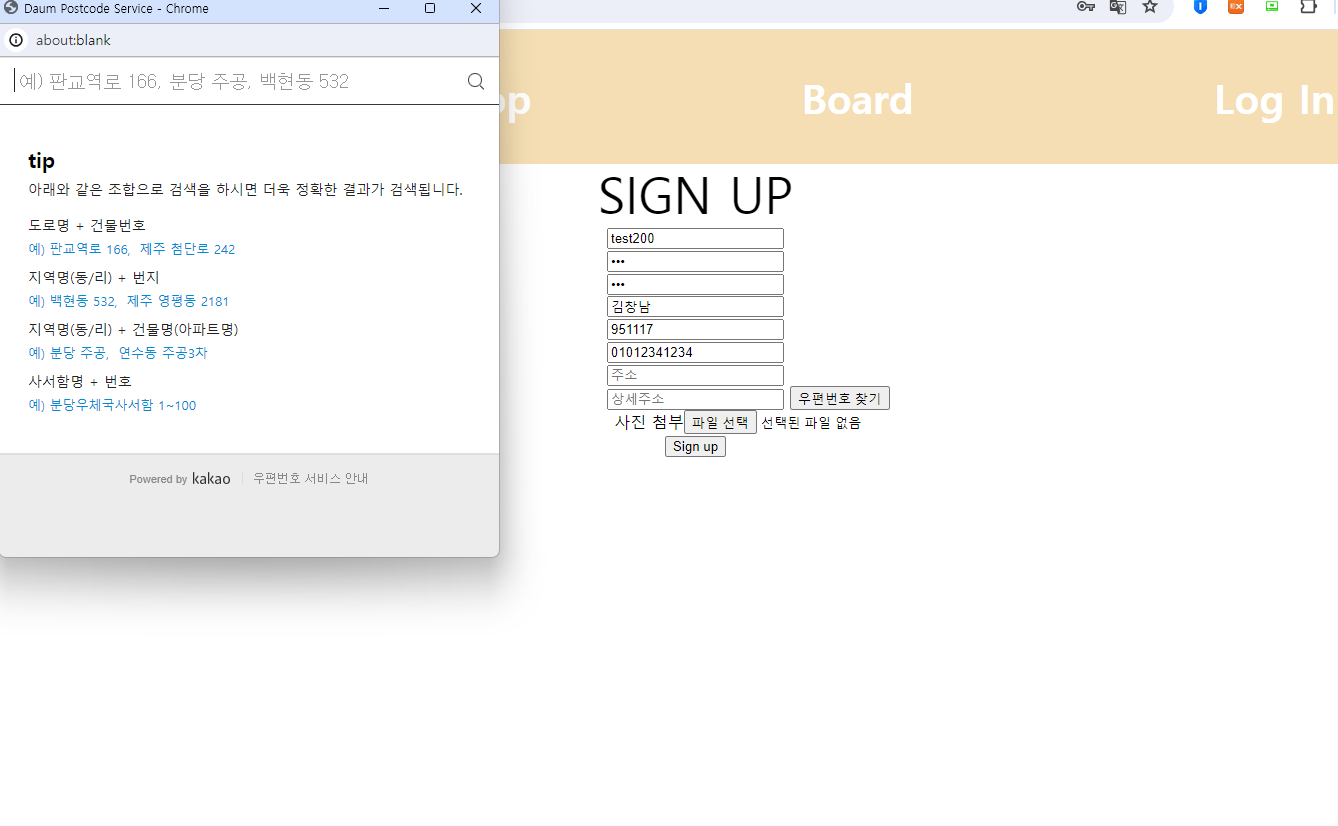 Daum Postcode Service - Chrome
about:blank
예) 판교역로 166, 분당 주공, 백현동 532
tip
아래와 같은 조합으로 검색을 하시면 더욱 정확한 결과가 검색됩니다.
도로명 + 건물번호
예) 판교역로 166, 제주 첨단로 242
지역명(동/리) + 번지
예) 백현동 532, 제주 영평동 2181
지역명(동/리) + 건물명(아파트명)
예) 분당 주공, 연수동 주공3차
사서함명 + 번호
예) 분당우체국사서함 1~100
Powered by kakao 우편번호 서비스 안내
op Board Log In
SIGN UP
test200
•••
•••
김창남
951117
01012341234
주소
상세주소 우편번호 찾기
사진 첨부 파일 선택 선택된 파일 없음
Sign up